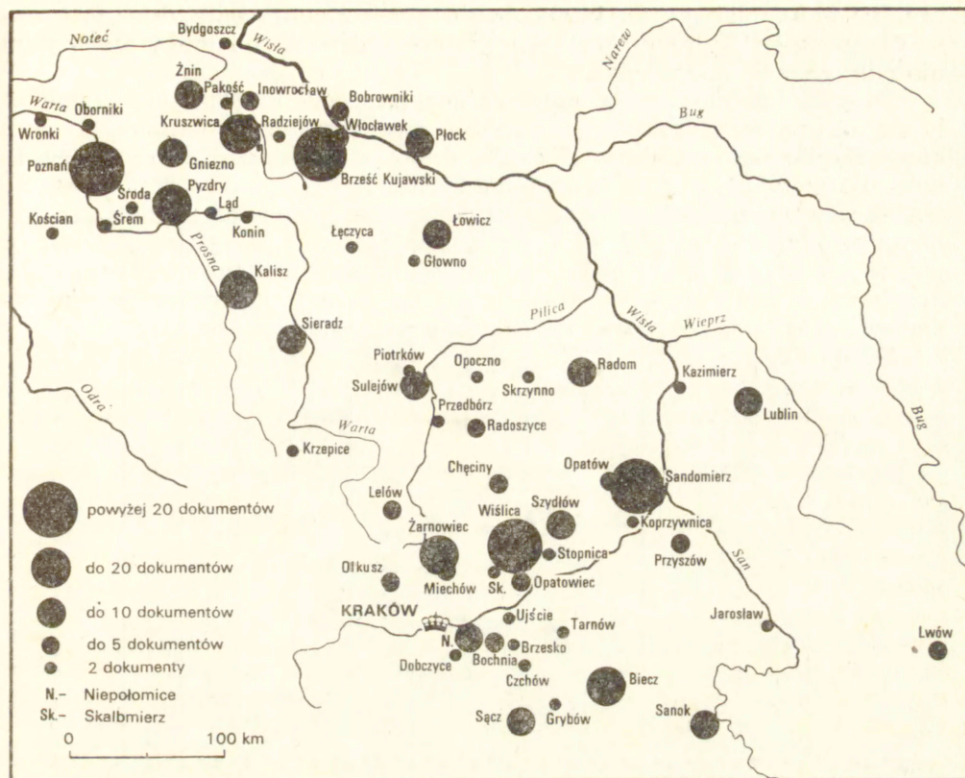 Bydgoszcz
Noteć
Wisła
Narew
Żnin
Pakość
Inowrocław
Bobrowniki
Warta
Oborniki
Kruszwica
Radziejów
Włocławek
Płock
Bug
Wronki
Poznań
Gniezno
Brześć Kujawski
Środa
Pyzdry
Ląd
Kościan
Śrem
Konin
Łęczyca
Łowicz
Głowno
Prosna
Kalisz
Sieradz
Pilica
Wisła
Wieprz
Piotrków
Opoczno
Radom
Kazimierz
Sulejów
Skrzynno
Lublin
Odra
Przedbórz
Radoszyce
Bug
Warta
Krzepice
Chęciny
Opatów
Sandomierz
Lelów
Szydłów
powyżej 20 dokumentów
Wiślica
Koprzywnica
Żarnowiec
Stopnica
Przyszów
do 20 dokumentów
Olkusz
Miechów
Sk.
Opatowiec
San
do 10 dokumentów
KRAKÓW
Ujście
Jarosław
do 5 dokumentów
N.
Tarnów
Lwów
Bochnia
Brzesko
2 dokumenty
Dobczyce
Czchów
N.– Niepołomice
Biecz
Sk.– Skalbmierz
Sącz
Grybów
Sanok
0 100 km